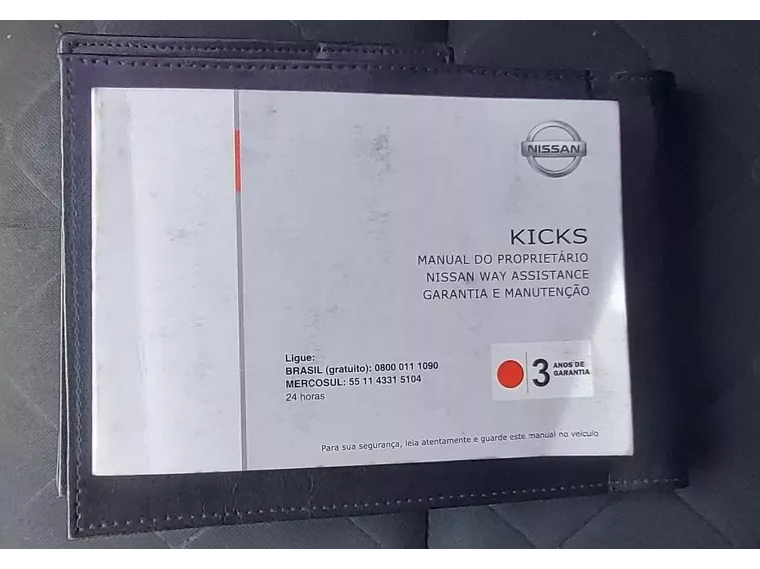 NISSAN
KICKS
MANUAL DO PROPRIETÁRIO
NISSAN WAY ASSISTANCE
GARANTIA E MANUTENÇÃO
Ligue:
BRASIL (gratuito): 0800 011 1090
MERCOSUL: 55 11 4331 5104
24 horas
3 ANOS DE
GARANTIA
Para sua segurança, leia atentamente e guarde este manual no veículo